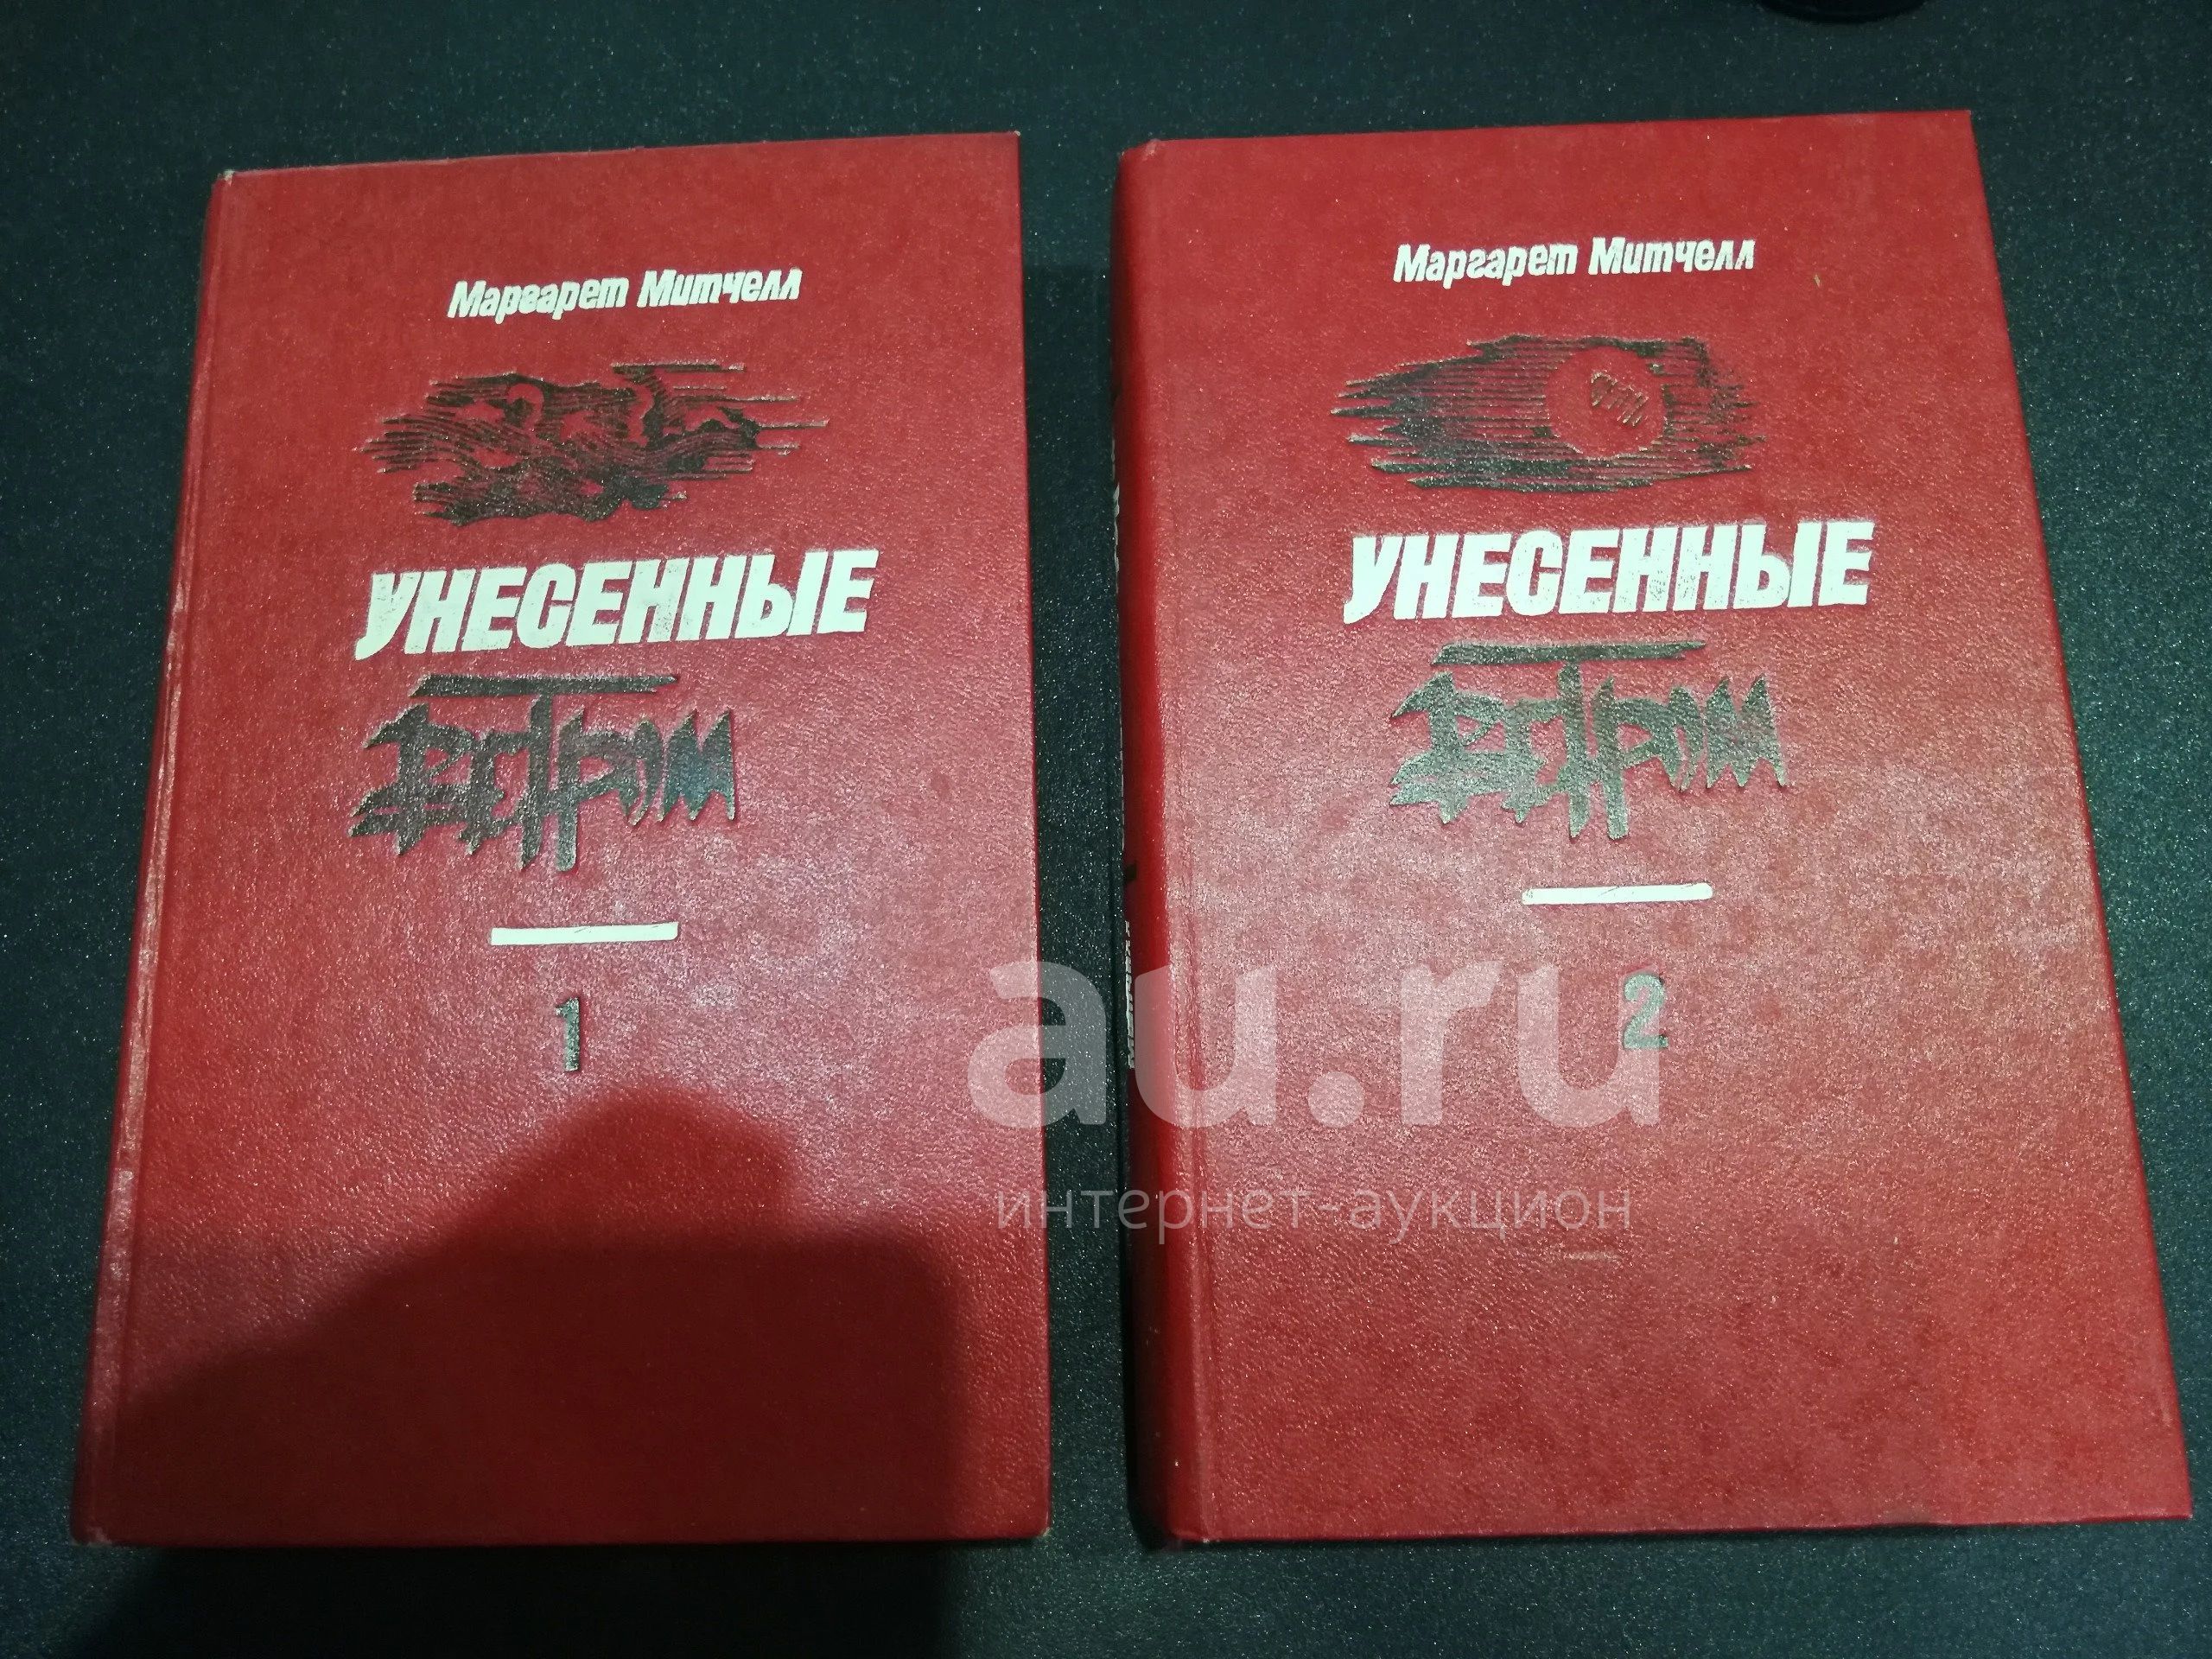 Маргарет Митчелл
УНЕСЕННЫЕ
ВЕТРОМ
1
Маргарет Митчелл
УНЕСЕННЫЕ
ВЕТРОМ
2
au.ru
интернет-аукцион